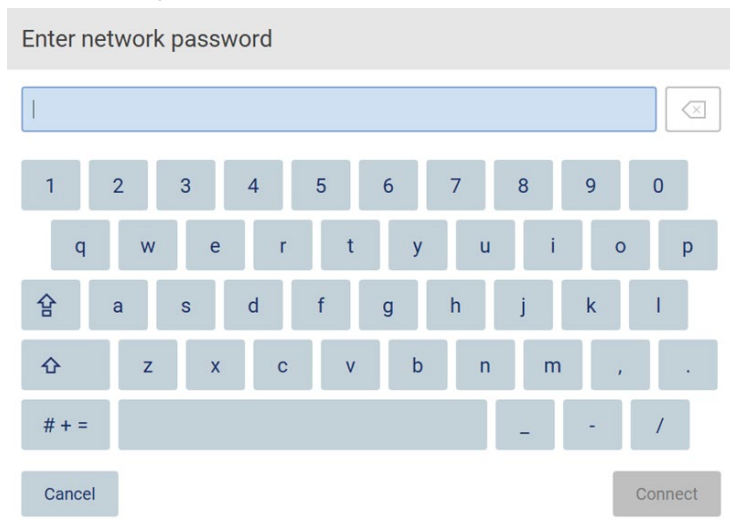 Enter network password
1 2 3 4 5 6 7 8 9 0
q w e r t y u i o p
a s d f g h j k l
z x c v b n m , .
# + = _ - /
Cancel Connect